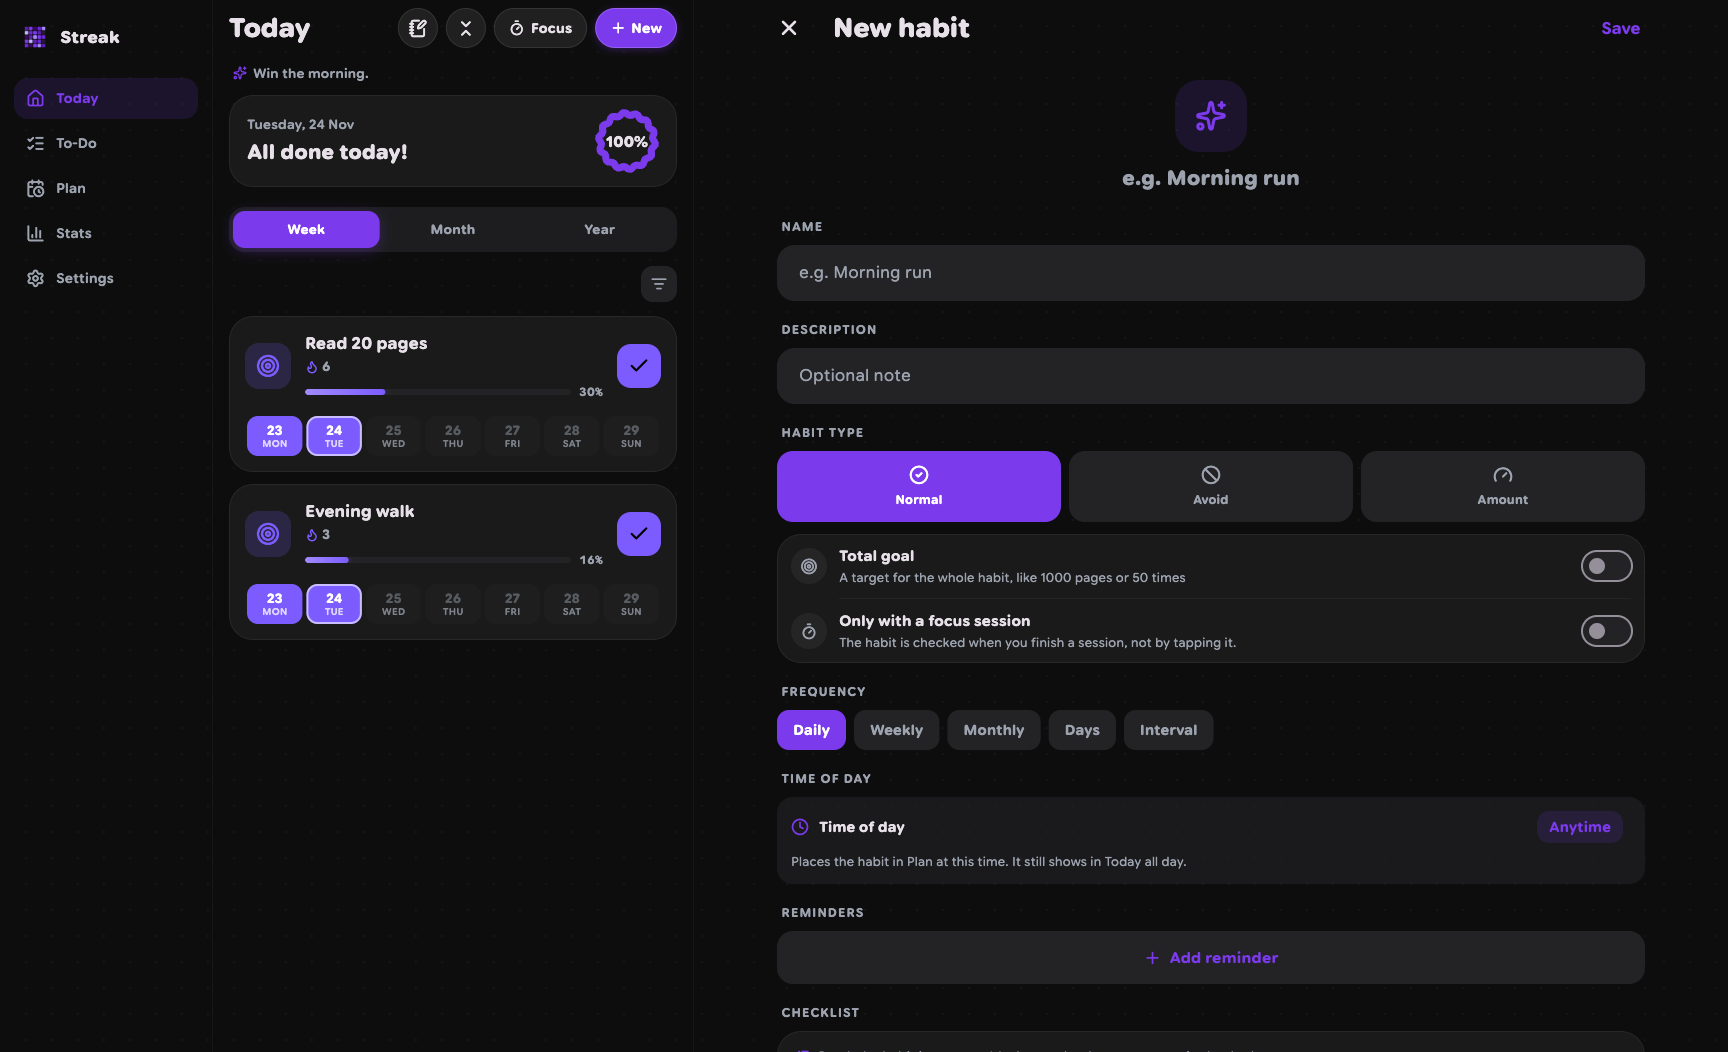 Streak
Today
To-Do
Plan
Stats
Settings
Today
Focus
New
Win the morning.
Tuesday, 24 Nov
All done today!
100%
Week
Month
Year
Read 20 pages
6
30%
23 MON
24 TUE
25 WED
26 THU
27 FRI
28 SAT
29 SUN
Evening walk
3
16%
23 MON
24 TUE
25 WED
26 THU
27 FRI
28 SAT
29 SUN
New habit
Save
e.g. Morning run
NAME
e.g. Morning run
DESCRIPTION
Optional note
HABIT TYPE
Normal
Avoid
Amount
Total goal
A target for the whole habit, like 1000 pages or 50 times
Only with a focus session
The habit is checked when you finish a session, not by tapping it.
FREQUENCY
Daily
Weekly
Monthly
Days
Interval
TIME OF DAY
Time of day
Anytime
Places the habit in Plan at this time. It still shows in Today all day.
REMINDERS
Add reminder
CHECKLIST